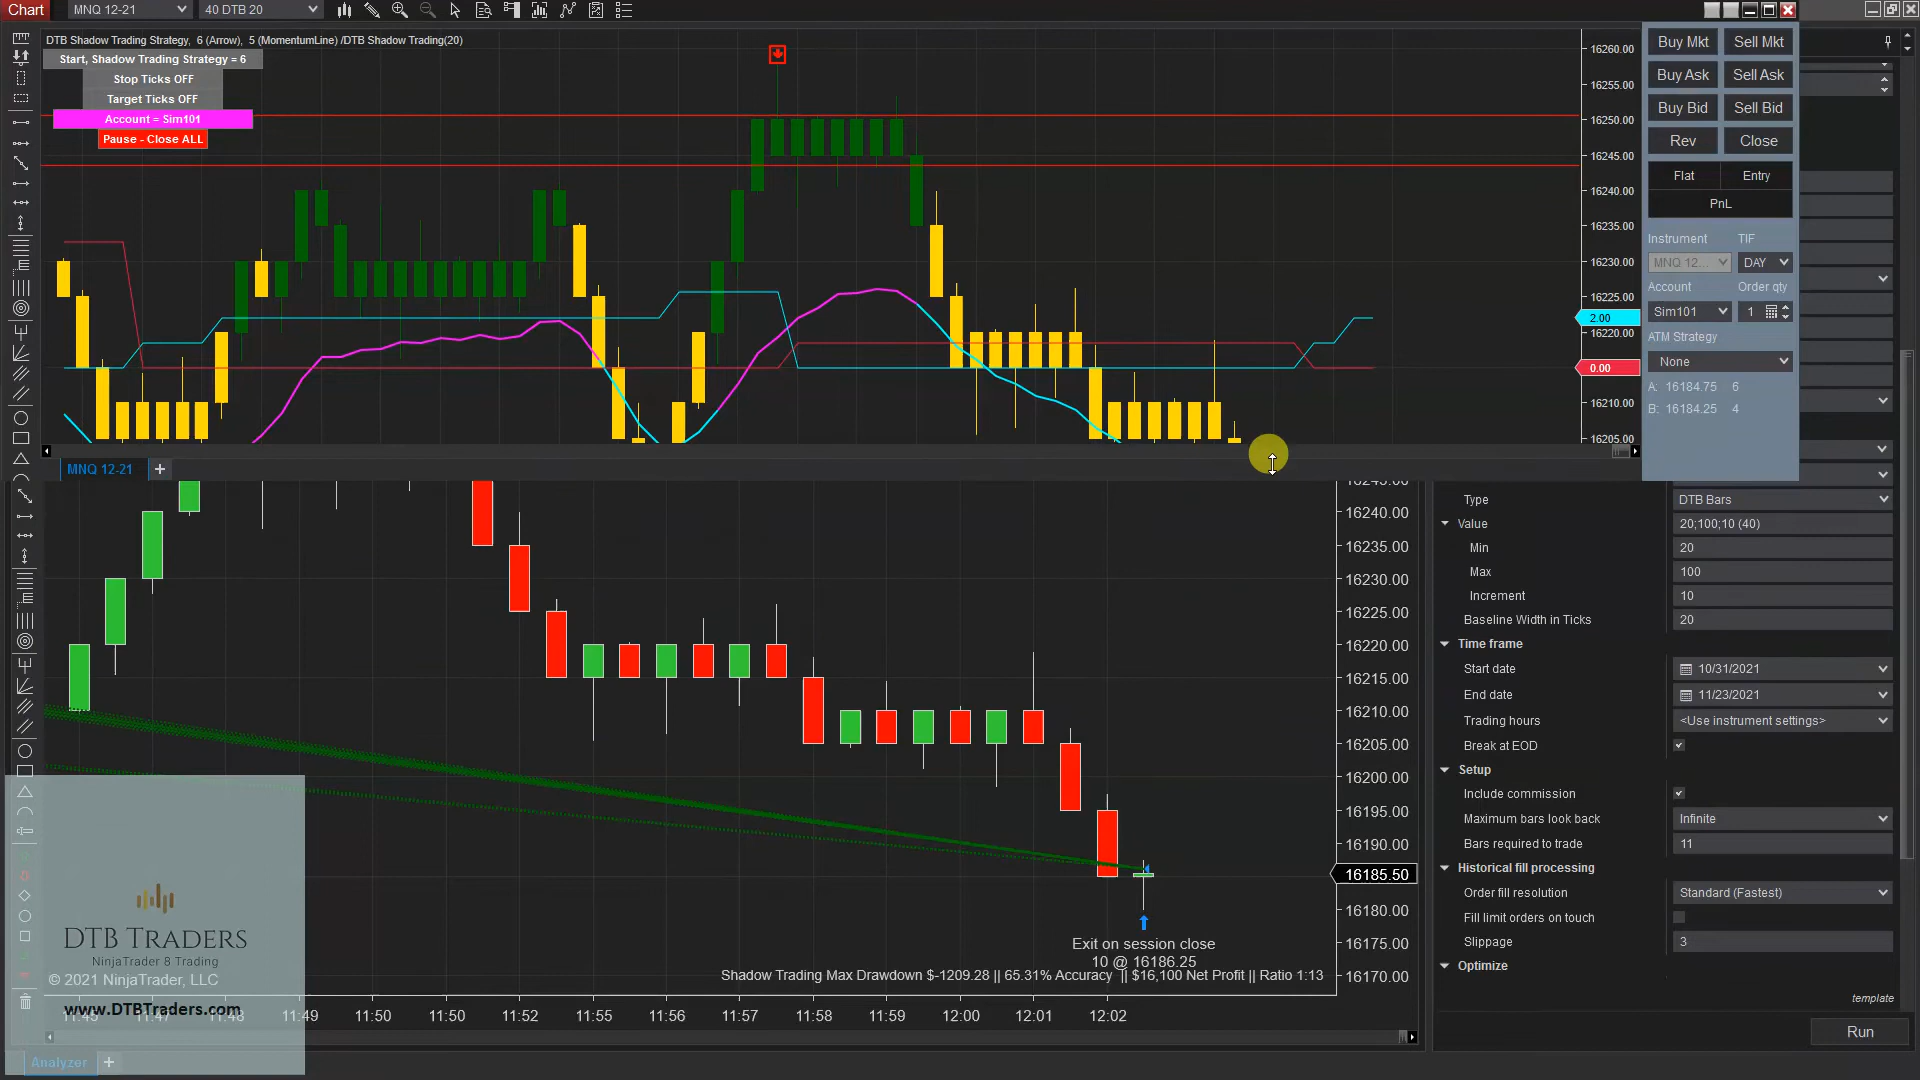 Chart
MNQ 12-21
40 DTB 20
DTB Shadow Trading Strategy, 6 (Arrow), 5 (MomentumLine) /DTB Shadow Trading(20)
Start, Shadow Trading Strategy = 6
Stop Ticks OFF
Target Ticks OFF
Account = Sim101
Pause - Close ALL
16260.00
16255.00
16250.00
16245.00
16240.00
16235.00
16230.00
16225.00
2.00
16220.00
0.00
16210.00
16205.00
Buy Mkt
Sell Mkt
Buy Ask
Sell Ask
Buy Bid
Sell Bid
Rev
Close
Flat
Entry
PnL
Instrument
TIF
MNQ 12...
DAY
Account
Order qty
Sim101
1
ATM Strategy
None
A: 16184.75 6
B: 16184.25 4
MNQ 12-21
+
16245.00
16240.00
16235.00
16230.00
16225.00
16220.00
16215.00
16210.00
16205.00
16200.00
16195.00
16190.00
16185.50
16180.00
16175.00
16170.00
Exit on session close
10 @ 16186.25
Shadow Trading Max Drawdown $-1209.28 || 65.31% Accuracy || $16,100 Net Profit || Ratio 1:13
11:45
11:47
11:48
11:49
11:50
11:50
11:52
11:55
11:56
11:57
11:58
11:59
12:00
12:01
12:02
DTB TRADERS
NinjaTrader 8 Trading
© 2021 NinjaTrader, LLC
www.DTBTraders.com
Analyzer
+
Type
DTB Bars
Value
20;100;10 (40)
Min
20
Max
100
Increment
10
Baseline Width in Ticks
20
Time frame
Start date
10/31/2021
End date
11/23/2021
Trading hours
<Use instrument settings>
Break at EOD
Setup
Include commission
Maximum bars look back
Infinite
Bars required to trade
11
Historical fill processing
Order fill resolution
Standard (Fastest)
Fill limit orders on touch
Slippage
3
Optimize
template
Run